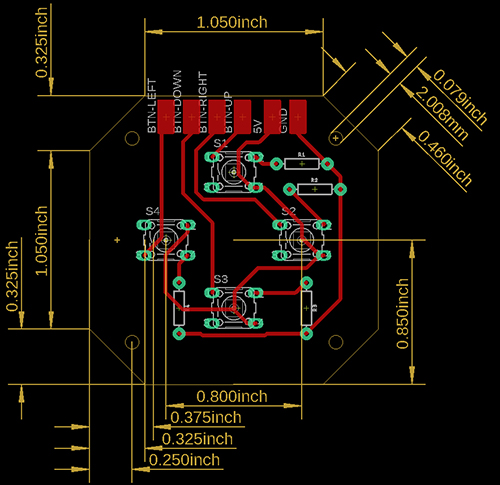 1.050inch
0.325inch
BTN-LEFT
BTN-DOWN
BTN-RIGHT
BTN-UP
5V
GND
0.079inch
2.008mm
0.460inch
S1
R1
R2
S4
S2
1.050inch
0.325inch
S3
R3
0.850inch
0.800inch
0.375inch
0.325inch
0.250inch